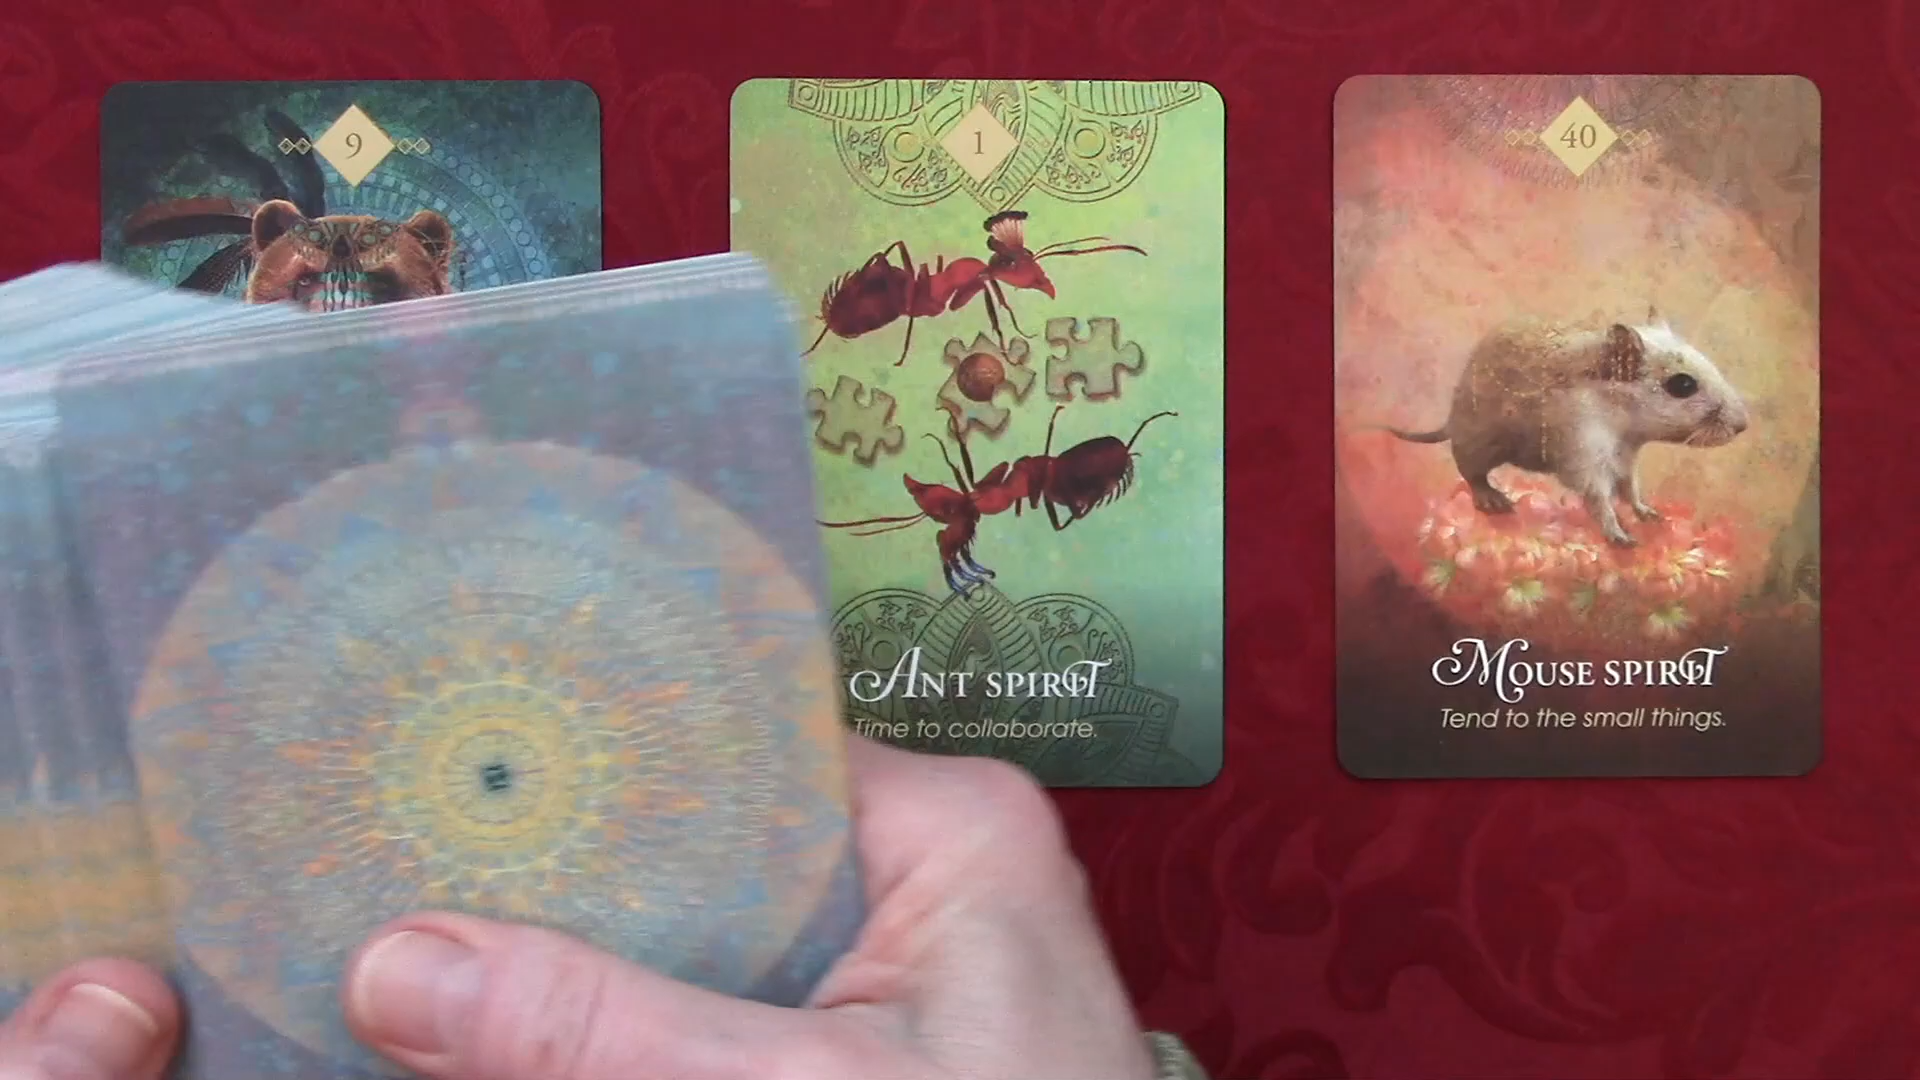 9
1
40
ANT SPIRIT
Time to collaborate.
MOUSE SPIRIT
Tend to the small things.